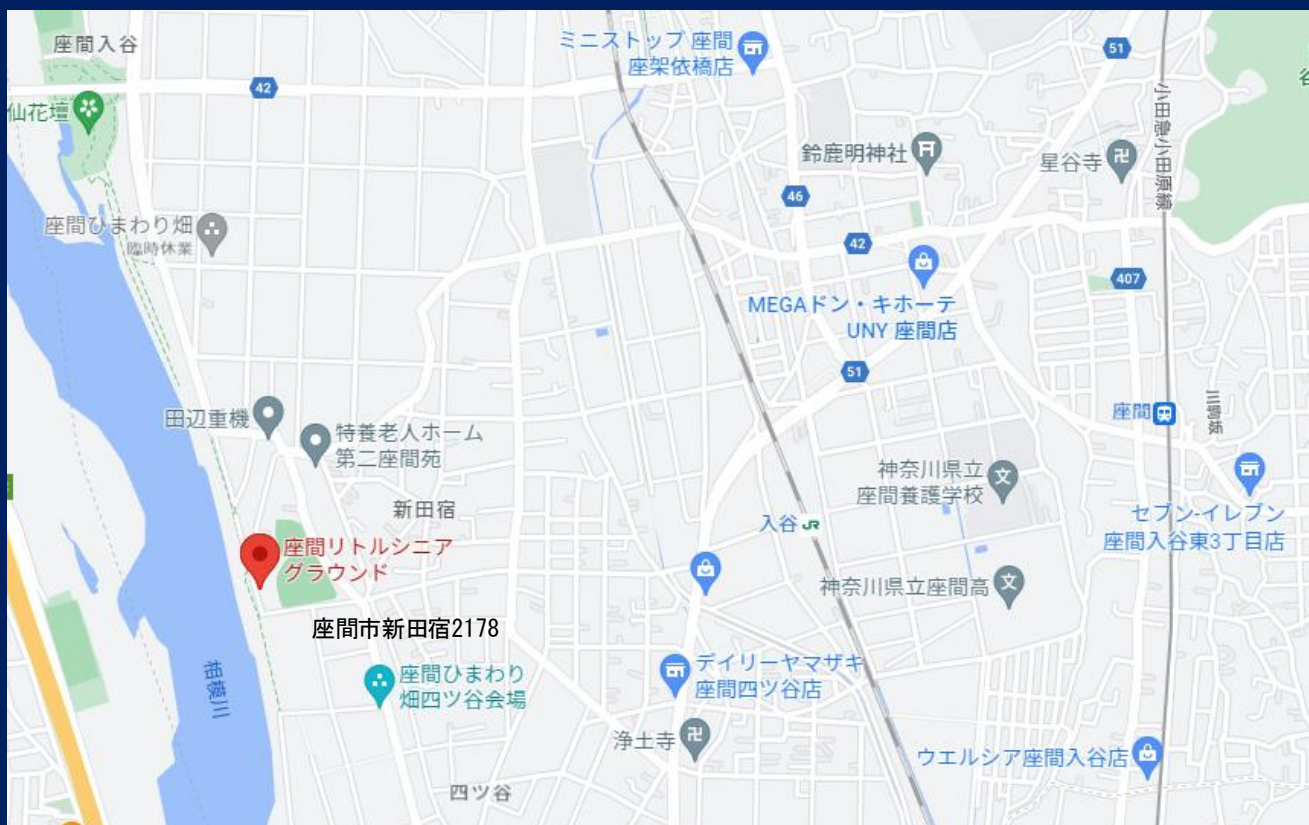 座間入谷
ミニストップ 座間
座架依橋店
51
42
仙花壇
谷
小田急小田原線
鈴鹿明神社
星谷寺
46
座間ひまわり畑
臨時休業
42
407
MEGAドン・キホーテ
UNY 座間店
51
田辺重機
座間
特養老人ホーム
第二座間苑
神奈川県立
座間養護学校
新田宿
入谷 JR
セブン-イレブン
座間入谷東3丁目店
座間リトルシニア
グラウンド
神奈川県立座間高
座間市新田宿2178
相模川
座間ひまわり
畑四ツ谷会場
デイリーヤマザキ
座間四ツ谷店
浄土寺
ウエルシア座間入谷店
四ツ谷